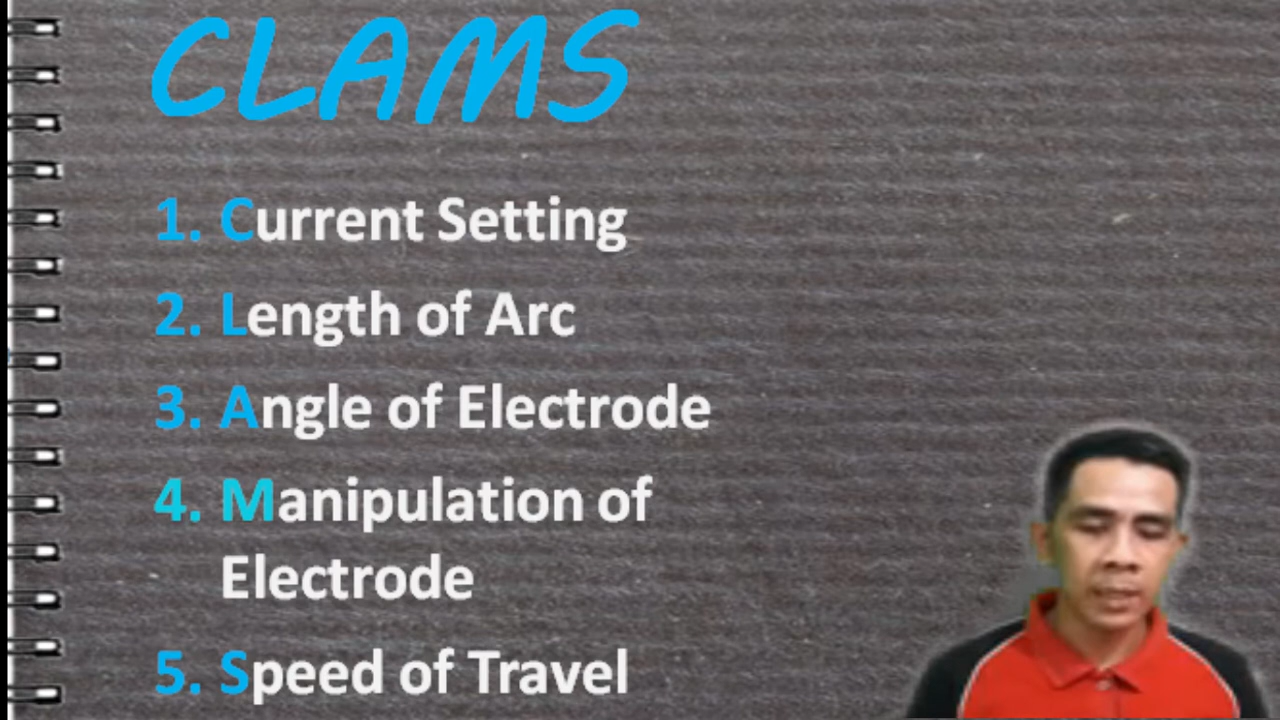 CLAMS
1. Current Setting
2. Length of Arc
3. Angle of Electrode
4. Manipulation of
Electrode
5. Speed of Travel